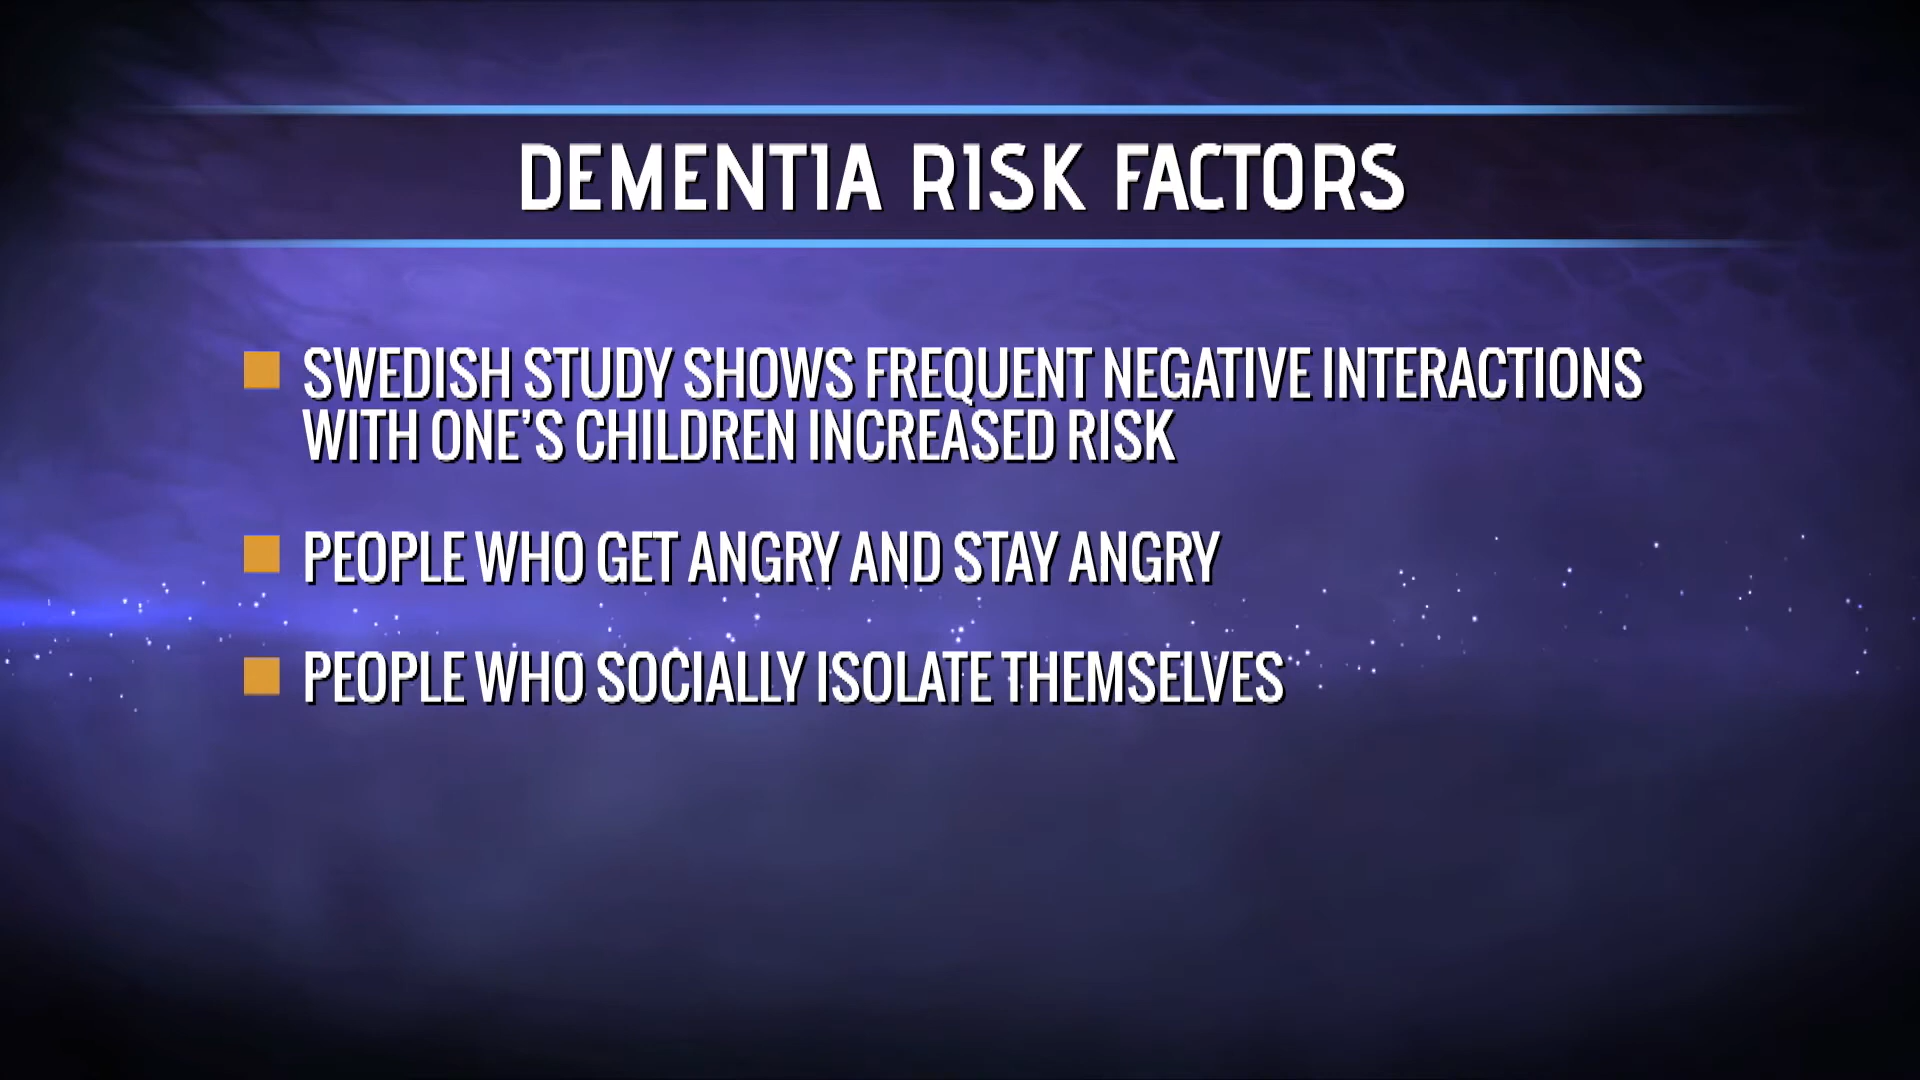 DEMENTIA RISK FACTORS
SWEDISH STUDY SHOWS FREQUENT NEGATIVE INTERACTIONS
WITH ONE'S CHILDREN INCREASED RISK
PEOPLE WHO GET ANGRY AND STAY ANGRY
PEOPLE WHO SOCIALLY ISOLATE THEMSELVES